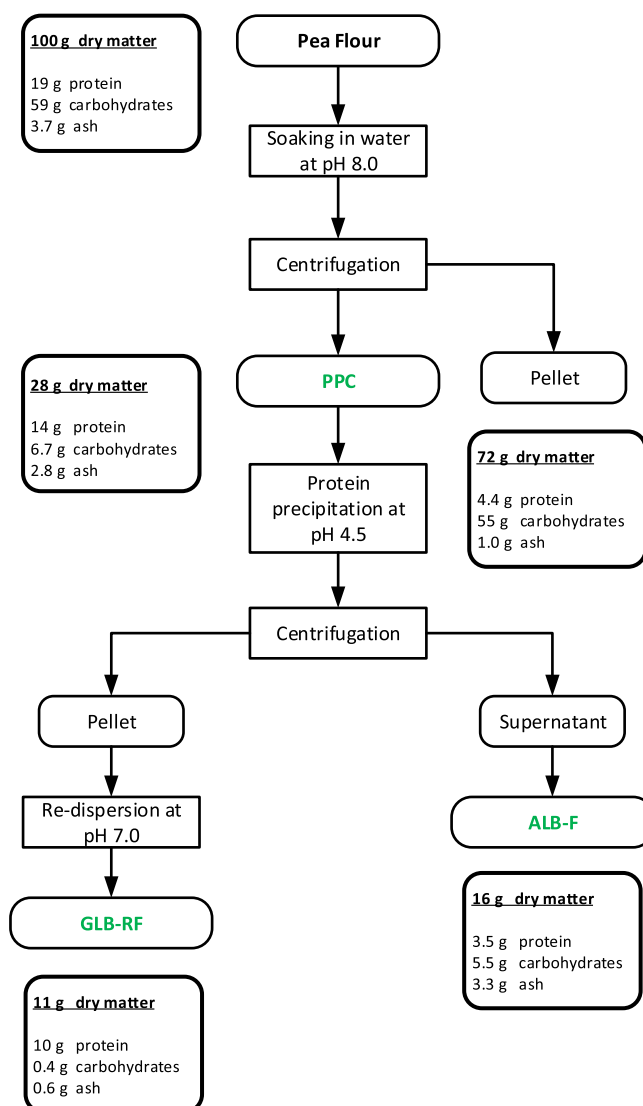 100 g dry matter
19 g protein
59 g carbohydrates
3.7 g ash
Pea Flour
Soaking in water
at pH 8.0
Centrifugation
28 g dry matter
14 g protein
6.7 g carbohydrates
2.8 g ash
PPC
Pellet
72 g dry matter
4.4 g protein
55 g carbohydrates
1.0 g ash
Protein
precipitation at
pH 4.5
Centrifugation
Pellet
Supernatant
Re-dispersion at
pH 7.0
ALB-F
GLB-RF
16 g dry matter
3.5 g protein
5.5 g carbohydrates
3.3 g ash
11 g dry matter
10 g protein
0.4 g carbohydrates
0.6 g ash